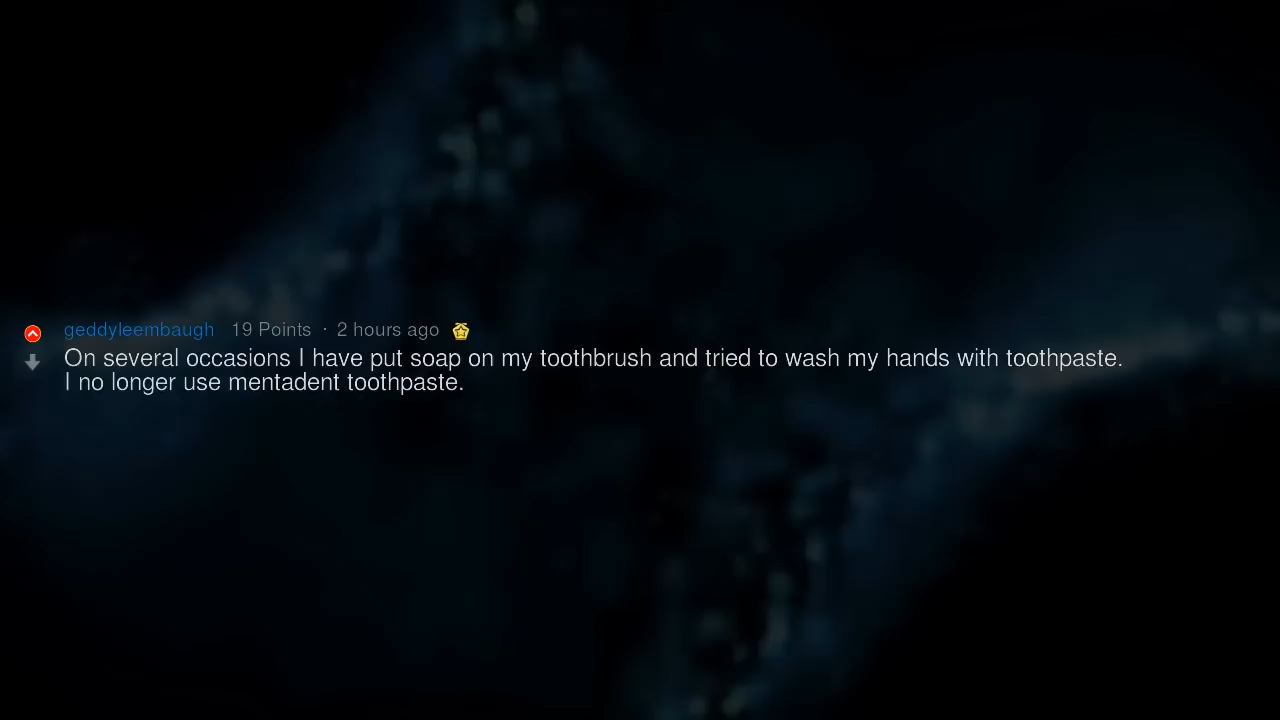 geddyleembaugh 19 Points · 2 hours ago
On several occasions I have put soap on my toothbrush and tried to wash my hands with toothpaste.
I no longer use mentadent toothpaste.